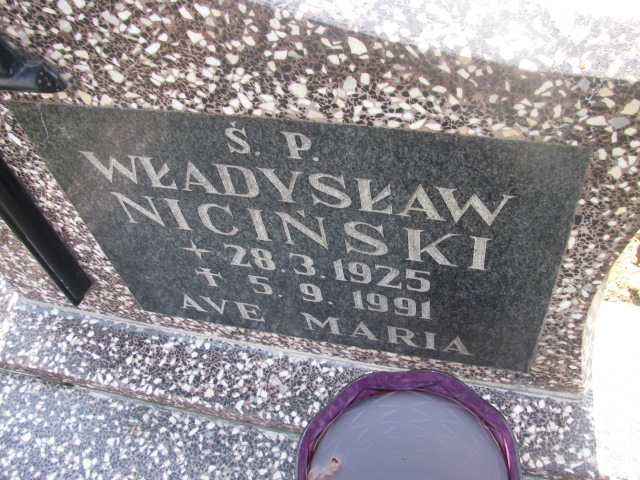 Ś. P.
WŁADYSŁAW
NICIŃSKI
28.3.1925
5.9.1991
AVE MARIA